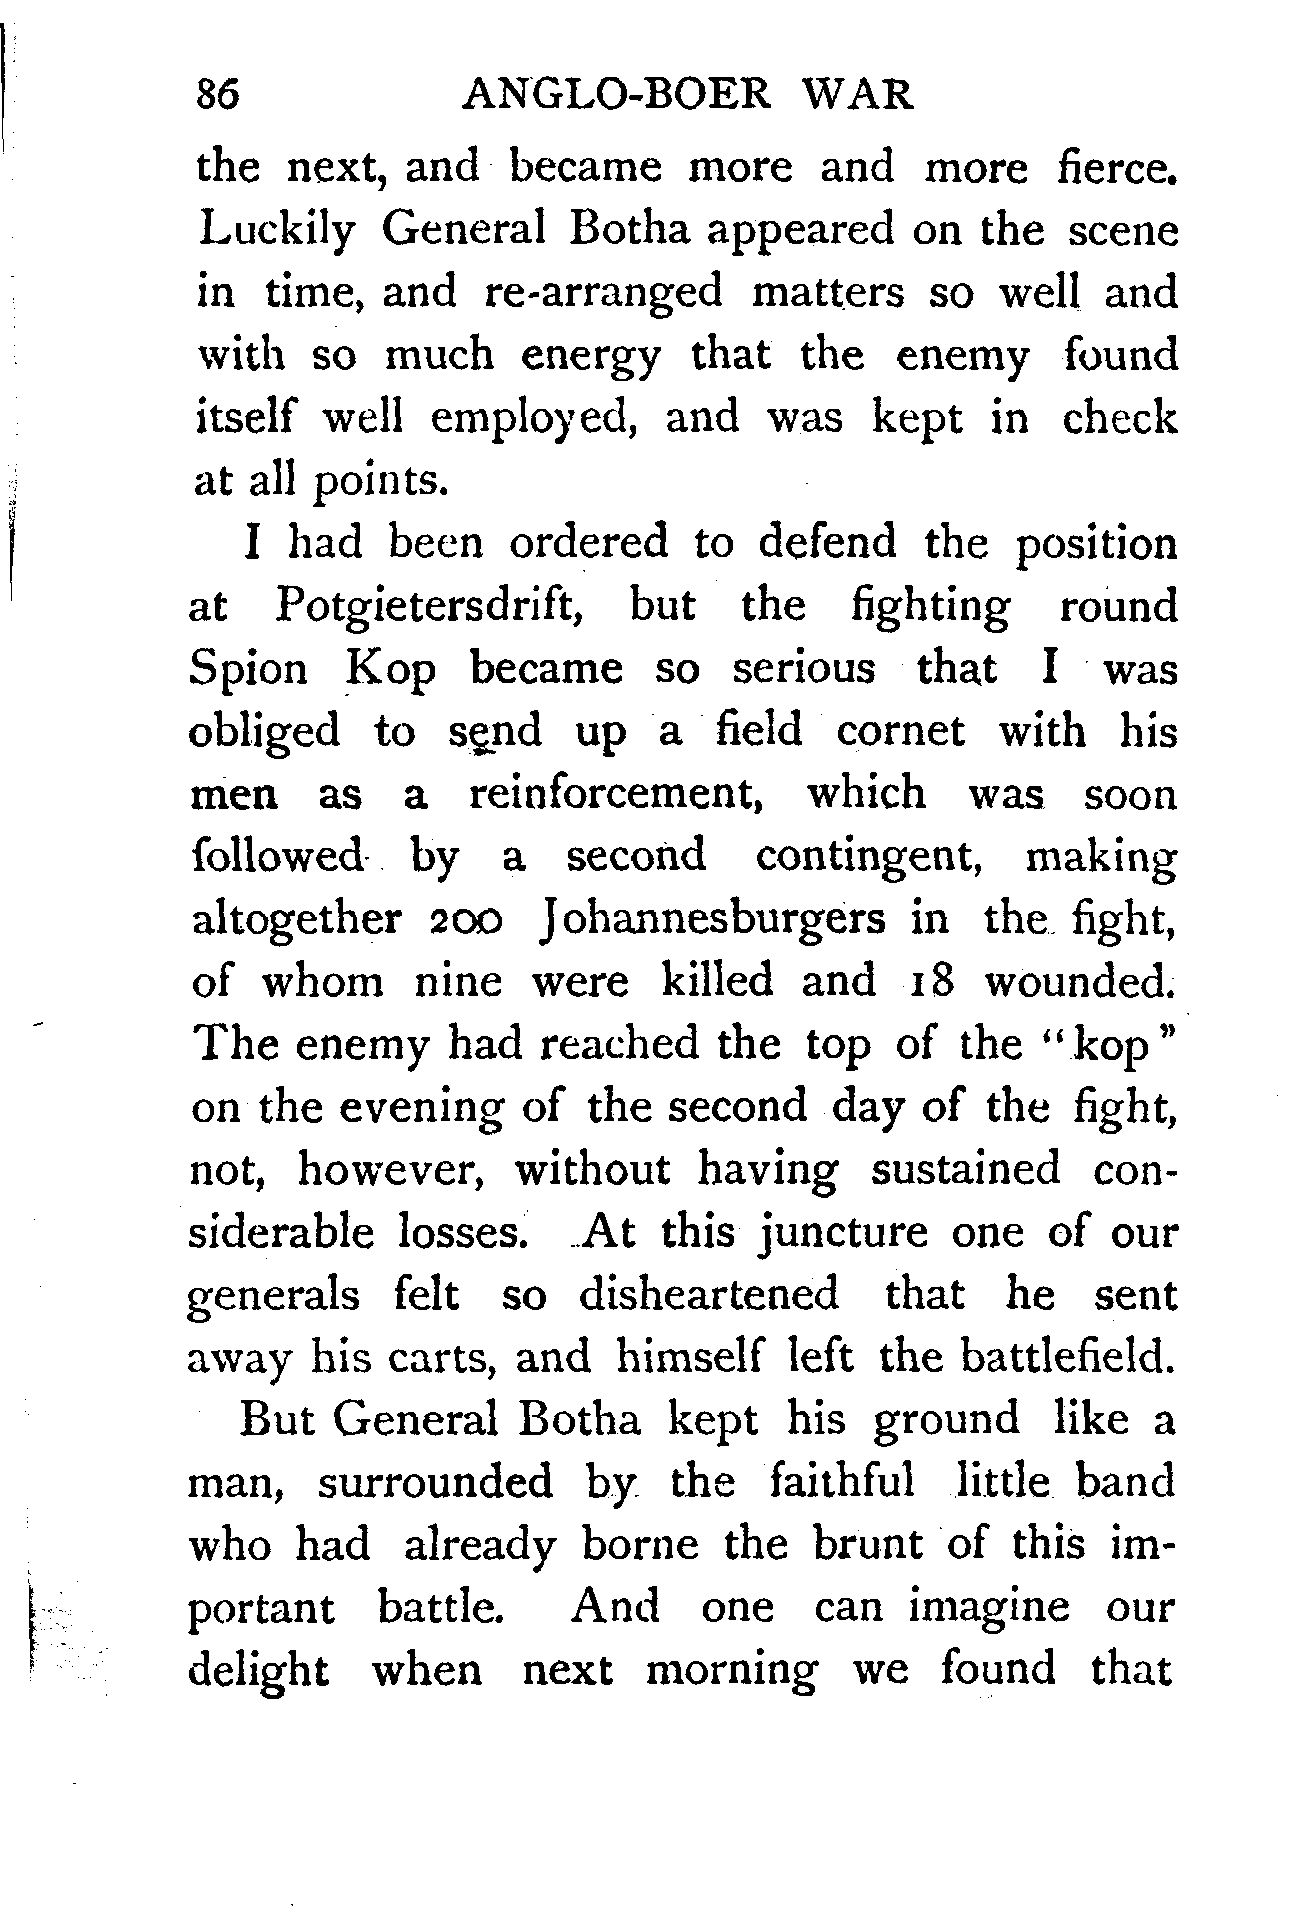 86 ANGLO-BOER WAR
the next, and became more and more fierce.
Luckily General Botha appeared on the scene
in time, and re-arranged matters so well and
with so much energy that the enemy found
itself well employed, and was kept in check
at all points.
I had been ordered to defend the position
at Potgietersdrift, but the fighting round
Spion Kop became so serious that I was
obliged to send up a field cornet with his
men as a reinforcement, which was soon
followed by a second contingent, making
altogether 200 Johannesburgers in the fight,
of whom nine were killed and 18 wounded.
The enemy had reached the top of the “kop”
on the evening of the second day of the fight,
not, however, without having sustained con-
siderable losses. At this juncture one of our
generals felt so disheartened that he sent
away his carts, and himself left the battlefield.
But General Botha kept his ground like a
man, surrounded by the faithful little band
who had already borne the brunt of this im-
portant battle. And one can imagine our
delight when next morning we found that